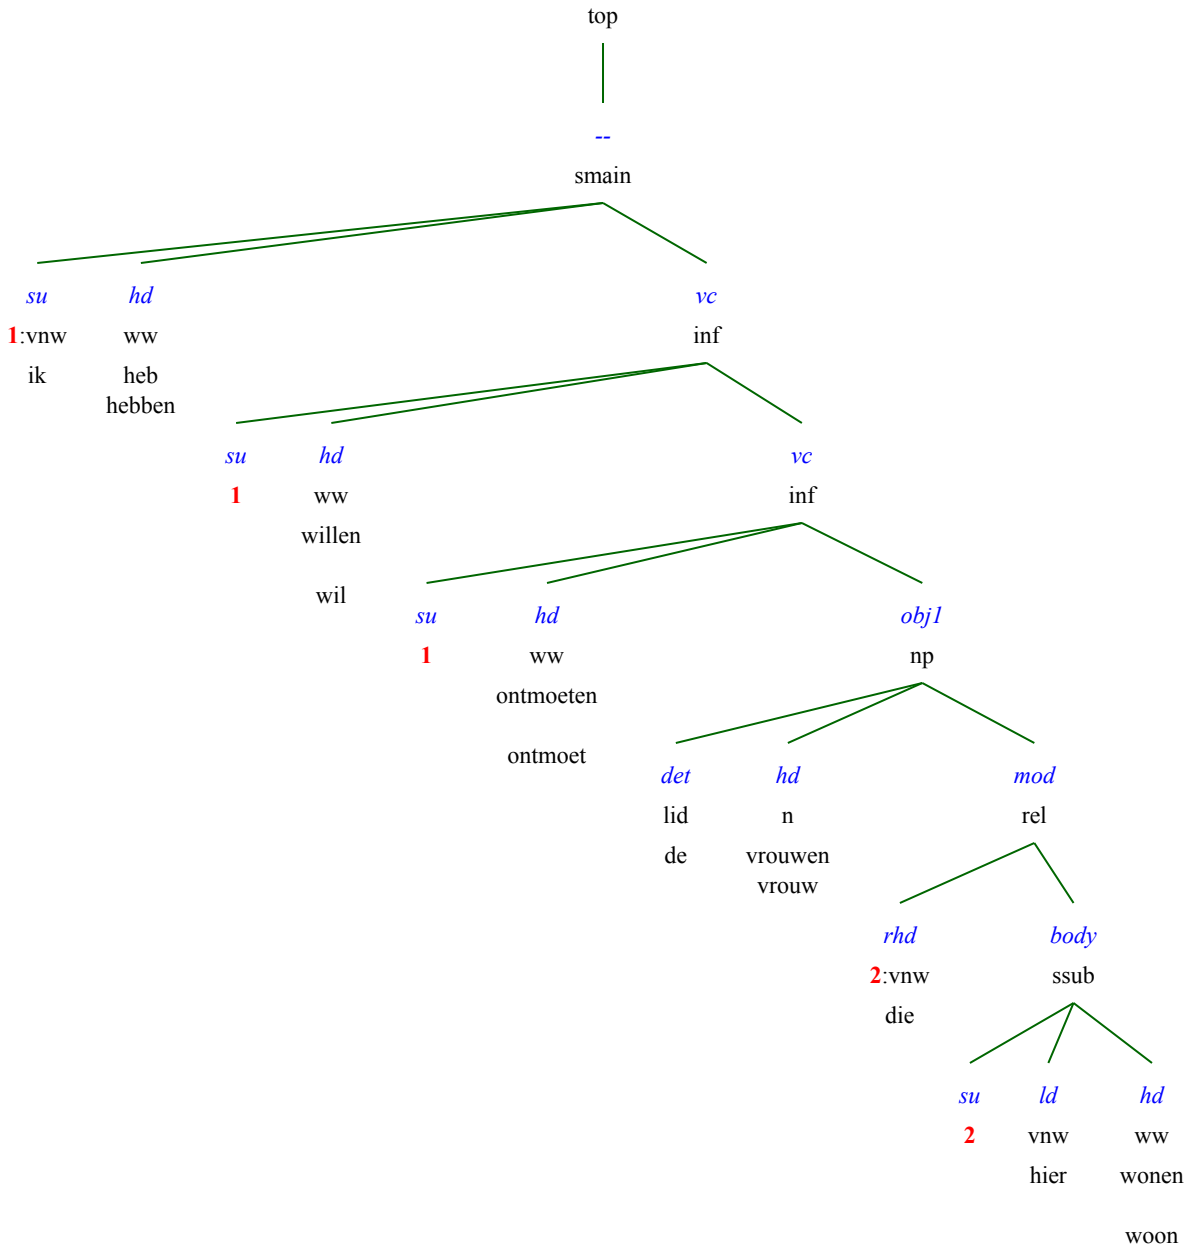 top
--
smain
su hd vc
1:vnw ww inf
ik heb
hebben
su hd vc
1 ww inf
willen
wil
su hd obj1
1 ww np
ontmoeten
ontmoet
det hd mod
lid n rel
de vrouwen
vrouw
rhd body
2:vnw ssub
die
su ld hd
2 vnw ww
hier wonen
woon